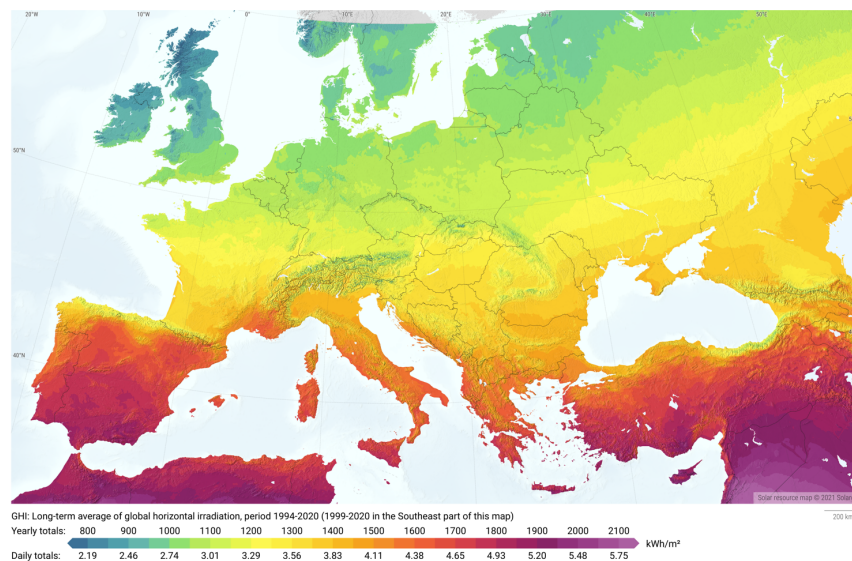 20°W 10°W 0° 10°E 20°E 30°E 40°E 50°E
50°N
40°N
Solar resource map © 2021 Solar
GHI: Long-term average of global horizontal irradiation, period 1994-2020 (1999-2020 in the Southeast part of this map)
200 km
Yearly totals: 800 900 1000 1100 1200 1300 1400 1500 1600 1700 1800 1900 2000 2100
kWh/m²
Daily totals: 2.19 2.46 2.74 3.01 3.29 3.56 3.83 4.11 4.38 4.65 4.93 5.20 5.48 5.75